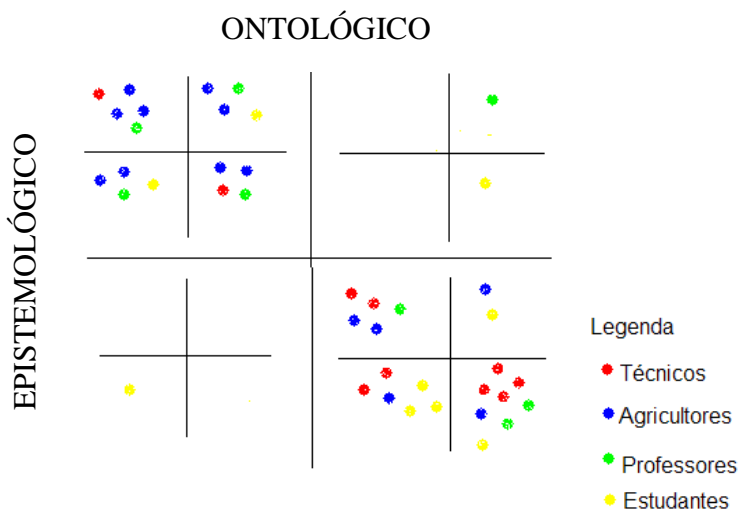 ONTOLÓGICO
EPISTEMOLÓGICO
Legenda
Técnicos
Agricultores
Professores
Estudantes